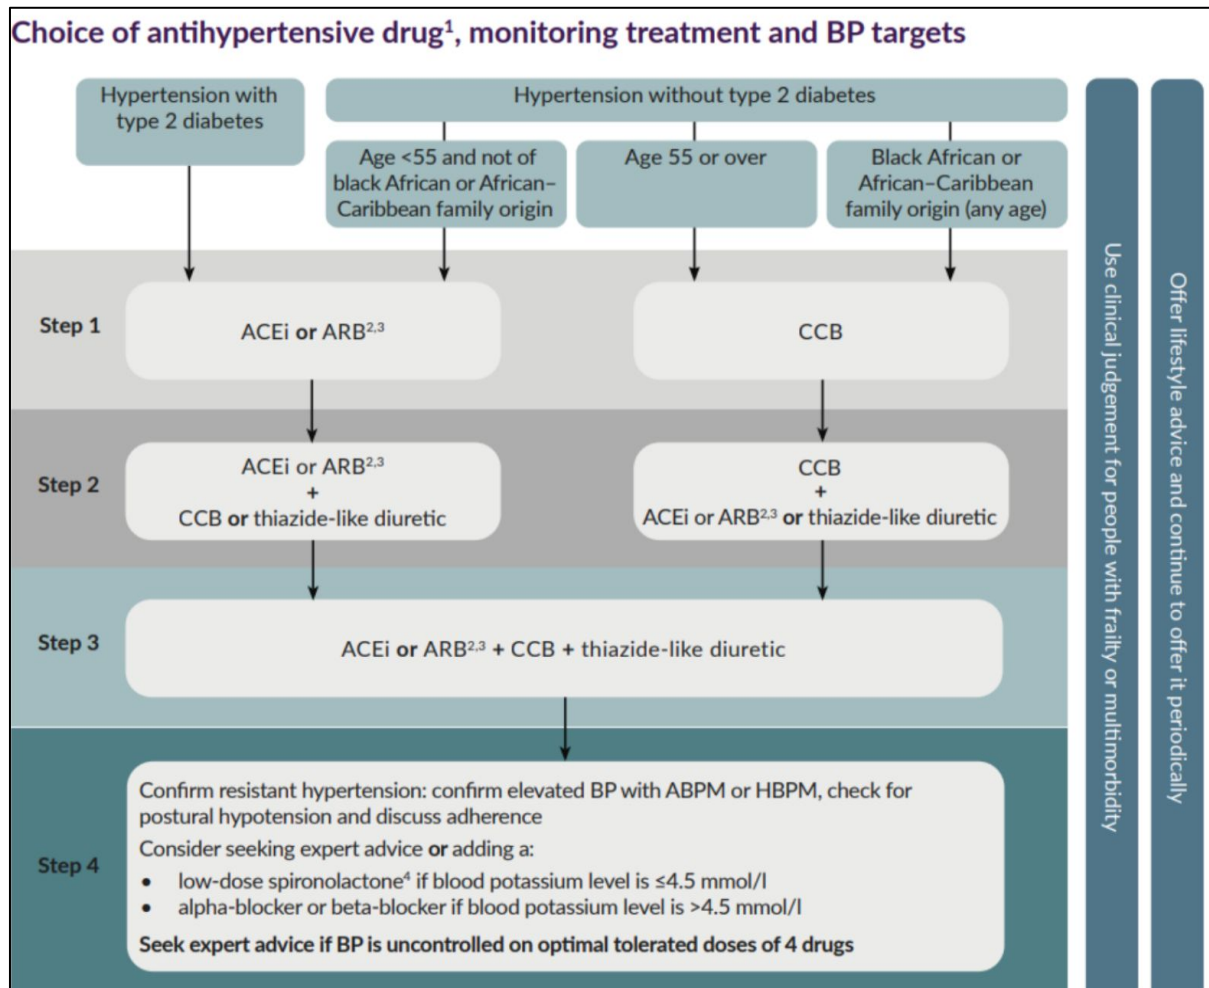 Choice of antihypertensive drug¹, monitoring treatment and BP targets
Hypertension with
type 2 diabetes
Hypertension without type 2 diabetes
Age <55 and not of
black African or African–
Caribbean family origin
Age 55 or over
Black African or
African–Caribbean
family origin (any age)
Step 1
ACEi or ARB²,³
CCB
Step 2
ACEi or ARB²,³
+
CCB or thiazide-like diuretic
CCB
+
ACEi or ARB²,³ or thiazide-like diuretic
Step 3
ACEi or ARB²,³ + CCB + thiazide-like diuretic
Step 4
Confirm resistant hypertension: confirm elevated BP with ABPM or HBPM, check for
postural hypotension and discuss adherence
Consider seeking expert advice or adding a:
• low-dose spironolactone⁴ if blood potassium level is ≤4.5 mmol/l
• alpha-blocker or beta-blocker if blood potassium level is >4.5 mmol/l
Seek expert advice if BP is uncontrolled on optimal tolerated doses of 4 drugs
Use clinical judgement for people with frailty or multimorbidity
Offer lifestyle advice and continue to offer it periodically